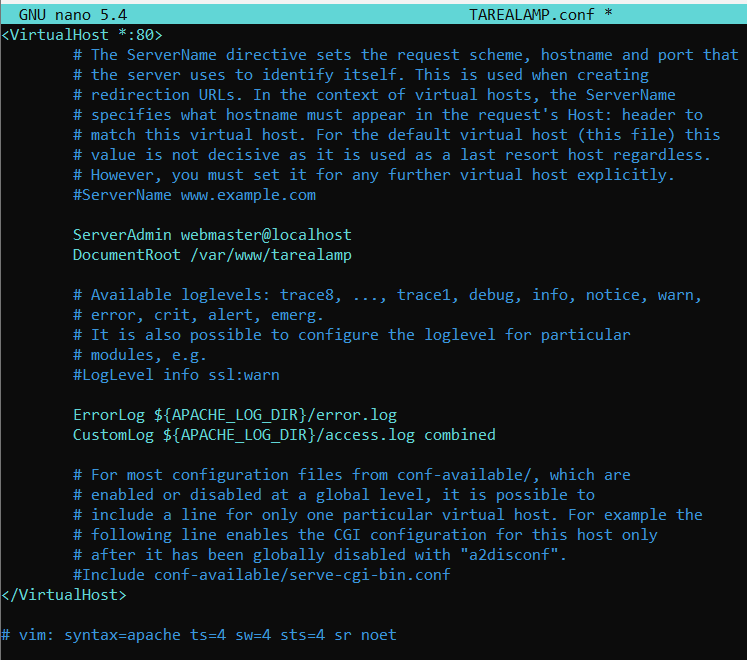 GNU nano 5.4 TAREALAMP.conf *
<VirtualHost *:80>
# The ServerName directive sets the request scheme, hostname and port that
# the server uses to identify itself. This is used when creating
# redirection URLs. In the context of virtual hosts, the ServerName
# specifies what hostname must appear in the request's Host: header to
# match this virtual host. For the default virtual host (this file) this
# value is not decisive as it is used as a last resort host regardless.
# However, you must set it for any further virtual host explicitly.
#ServerName www.example.com
ServerAdmin webmaster@localhost
DocumentRoot /var/www/tarealamp
# Available loglevels: trace8, ..., trace1, debug, info, notice, warn,
# error, crit, alert, emerg.
# It is also possible to configure the loglevel for particular
# modules, e.g.
#LogLevel info ssl:warn
ErrorLog ${APACHE_LOG_DIR}/error.log
CustomLog ${APACHE_LOG_DIR}/access.log combined
# For most configuration files from conf-available/, which are
# enabled or disabled at a global level, it is possible to
# include a line for only one particular virtual host. For example the
# following line enables the CGI configuration for this host only
# after it has been globally disabled with "a2disconf".
#Include conf-available/serve-cgi-bin.conf
</VirtualHost>
# vim: syntax=apache ts=4 sw=4 sts=4 sr noet